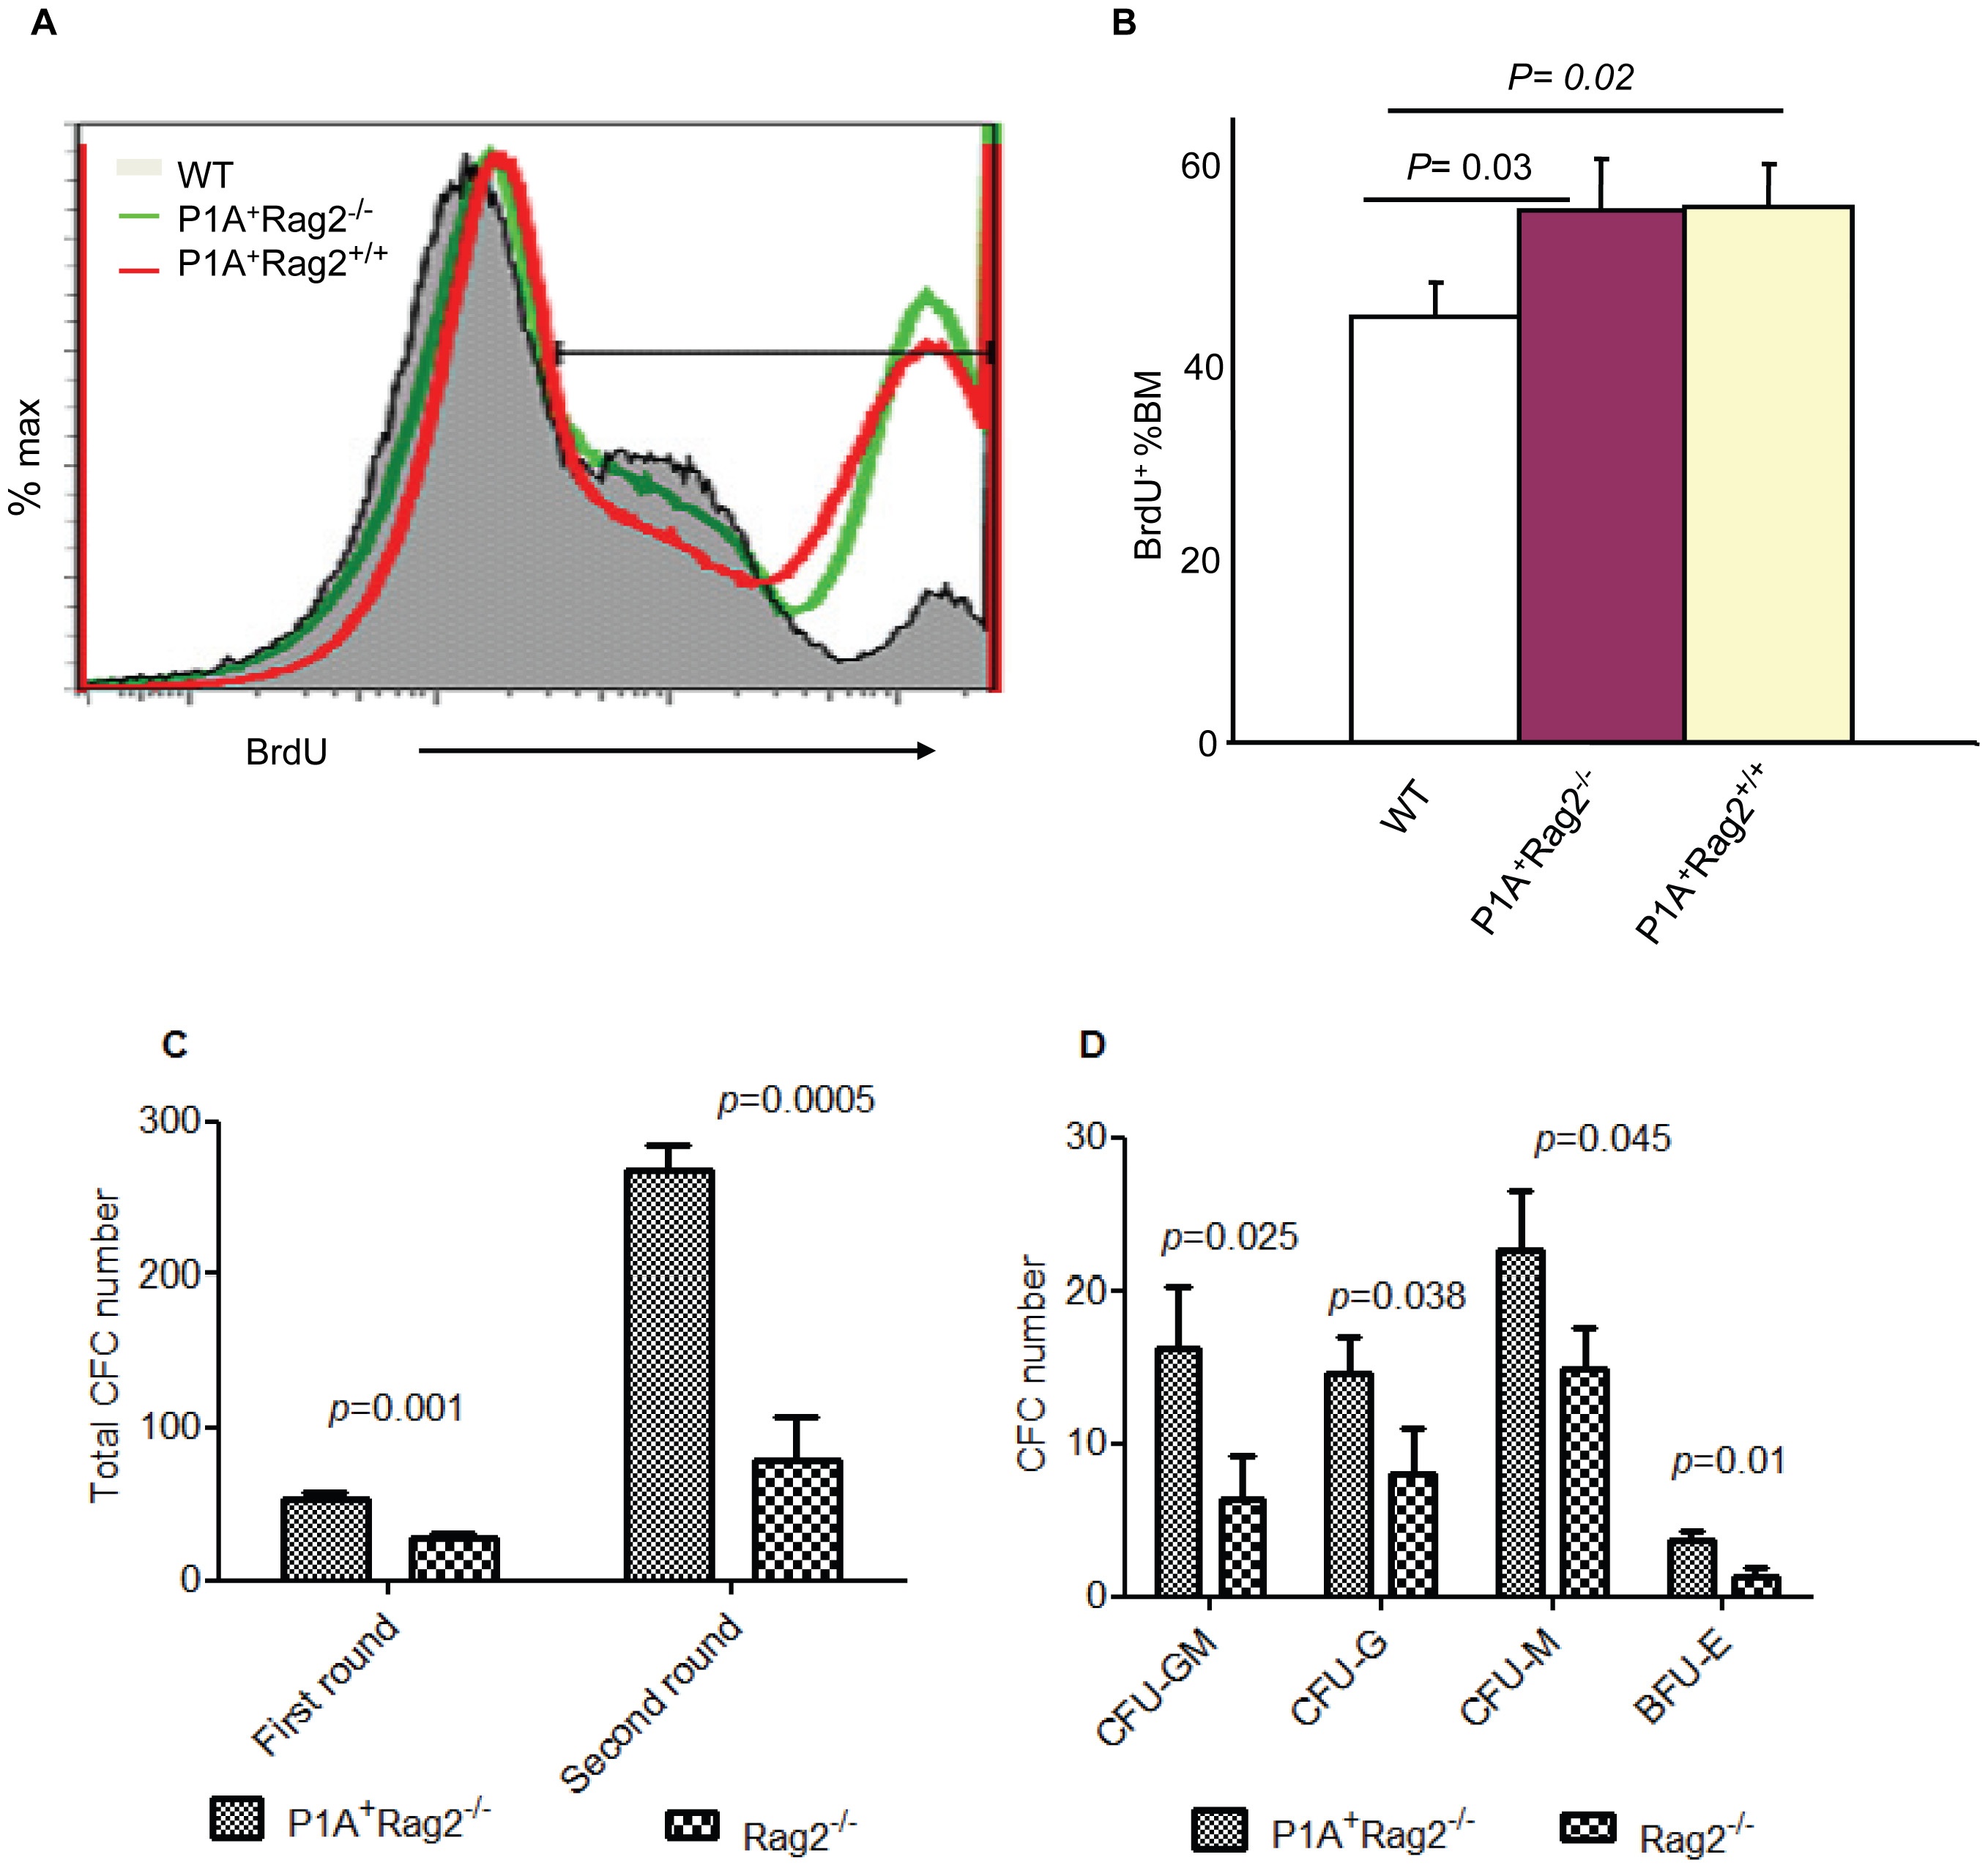 A
WT
P1A+Rag2-/-
P1A+Rag2+/+
% max
BrdU
B
P= 0.02
P= 0.03
60
40
20
0
BrdU+ %BM
WT
P1A+Rag2-/-
P1A+Rag2+/+
C
p=0.0005
p=0.001
300
200
100
0
Total CFC number
First round
Second round
P1A+Rag2-/-
Rag2-/-
D
p=0.045
p=0.025
p=0.038
p=0.01
30
20
10
0
CFC number
CFU-GM
CFU-G
CFU-M
BFU-E
P1A+Rag2-/-
Rag2-/-